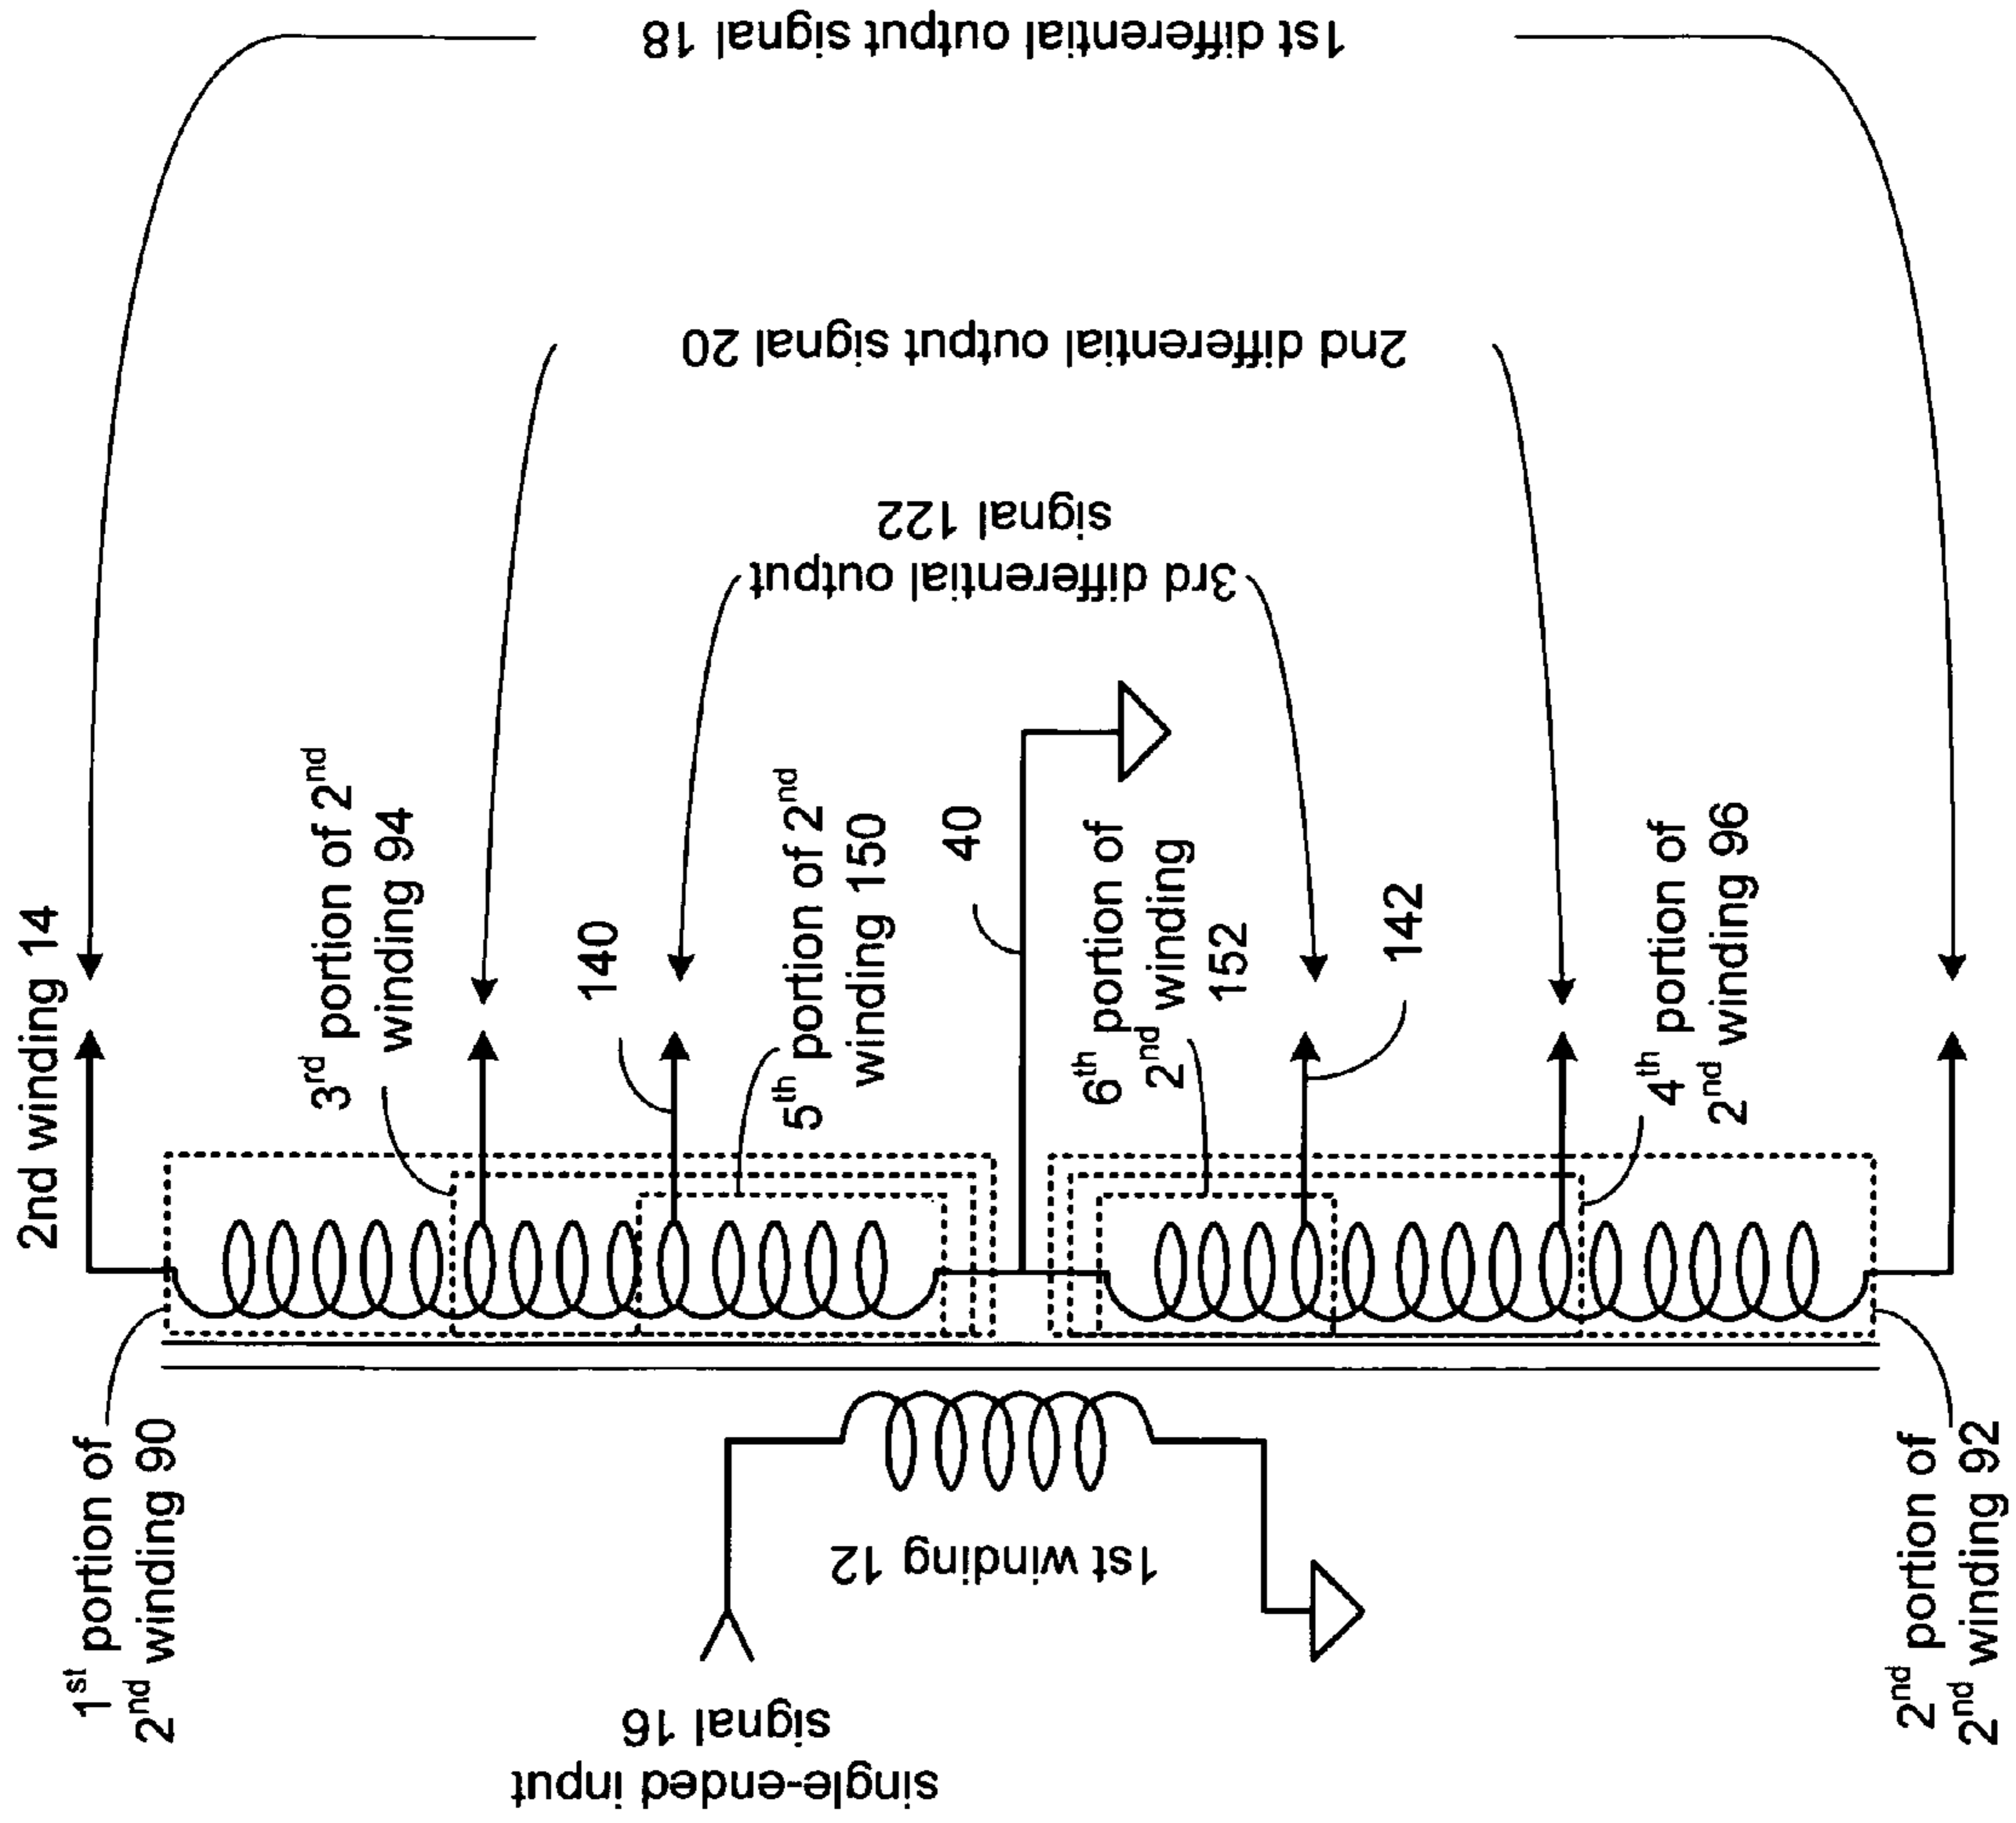 1st differential output signal 18
2nd differential output signal 20
3rd differential output
signal 122
2nd winding 14
3rd portion of 2nd
winding 94
140
5th portion of 2nd
winding 150
40
6th portion of
2nd winding
152
142
4th portion of
2nd winding 96
1st portion of
2nd winding 90
1st winding 12
2nd portion of
2nd winding 92
single-ended input
signal 16